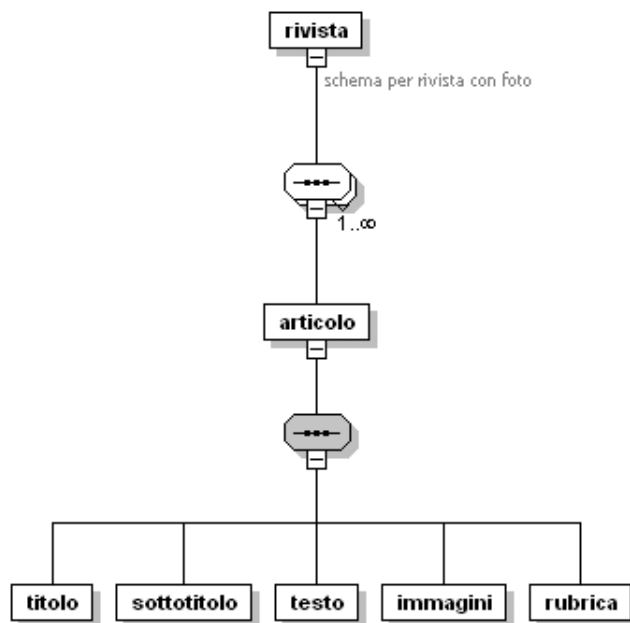 rivista
schema per rivista con foto
1..∞
articolo
titolo sottotitolo testo immagini rubrica